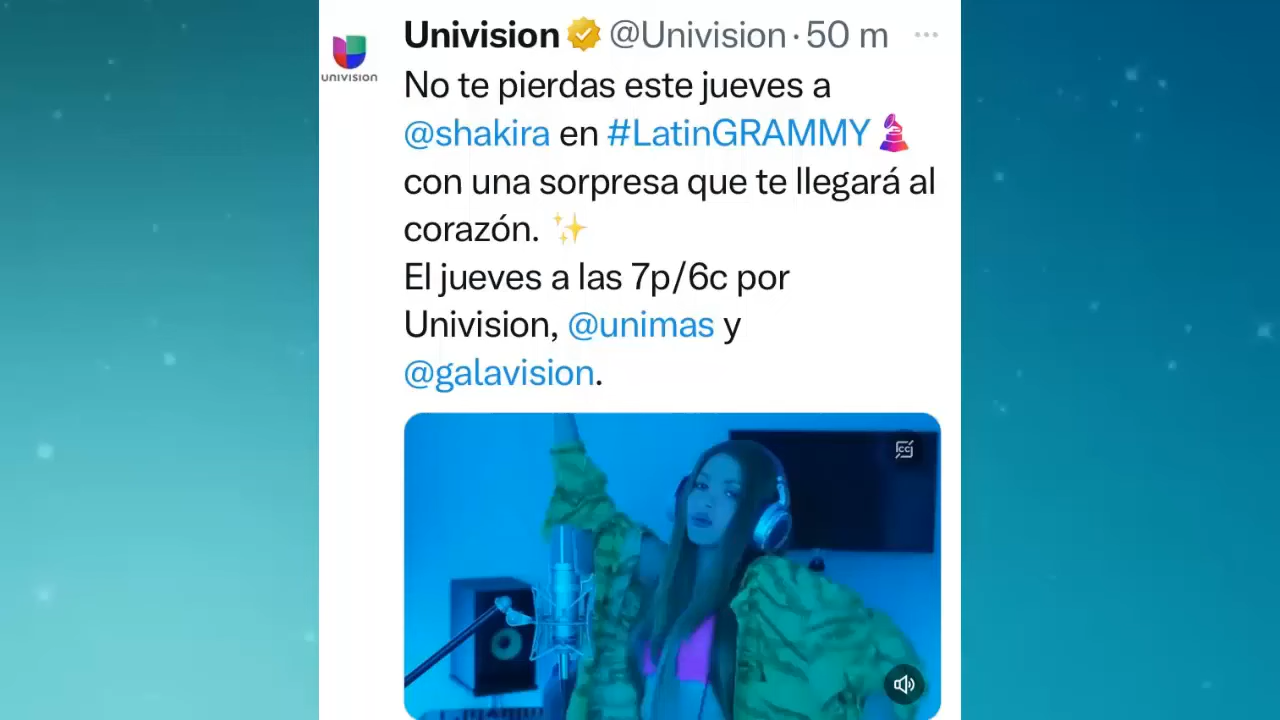 Univision @Univision · 50 m
UNIVISION
No te pierdas este jueves a
@shakira en #LatinGRAMMY
con una sorpresa que te llegará al
corazón. ✨
El jueves a las 7p/6c por
Univision, @unimas y
@galavision.
CC